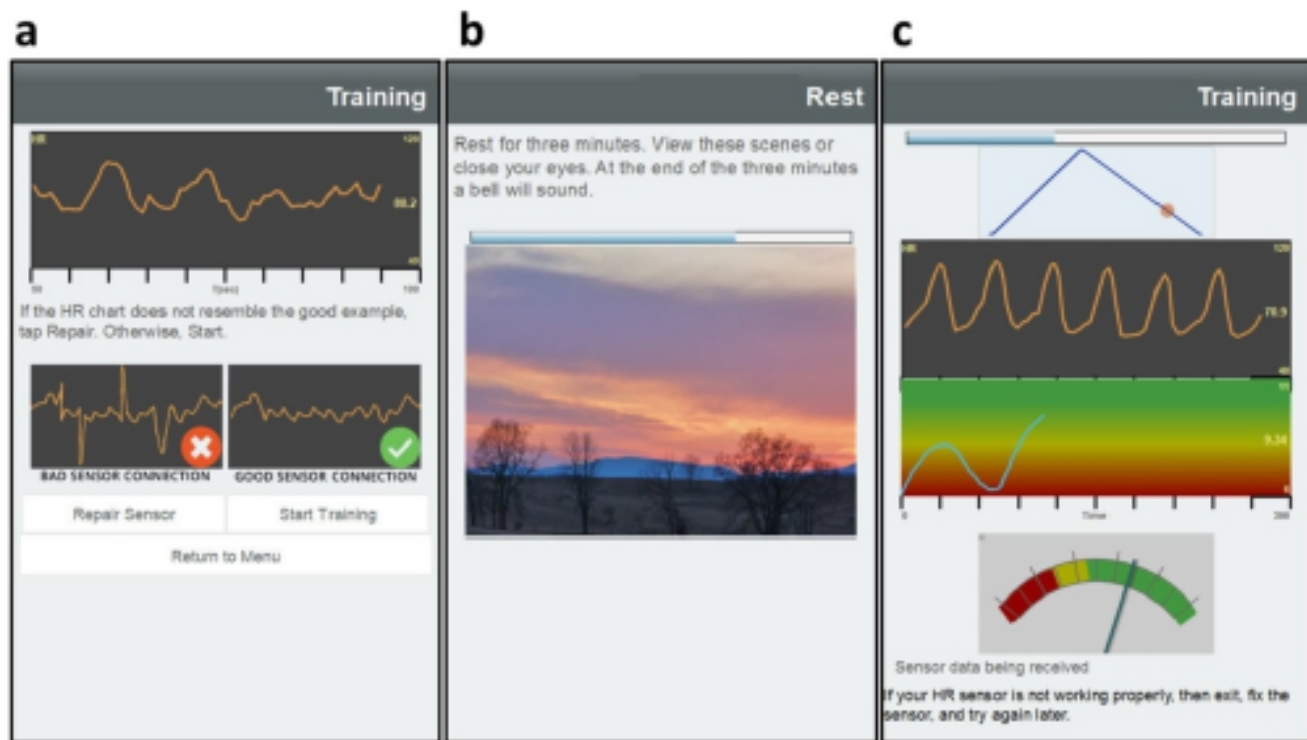 a
b
c
Training
HR
120
88.2
40
50
100
If the HR chart does not resemble the good example,
tap Repair. Otherwise, Start.
BAD SENSOR CONNECTION
GOOD SENSOR CONNECTION
Repair Sensor
Start Training
Return to Menu
Rest
Rest for three minutes. View these scenes or
close your eyes. At the end of the three minutes
a bell will sound.
Training
HR
120
78.9
40
11
9.34
0
Time
300
Sensor data being received
If your HR sensor is not working properly, then exit, fix the
sensor, and try again later.